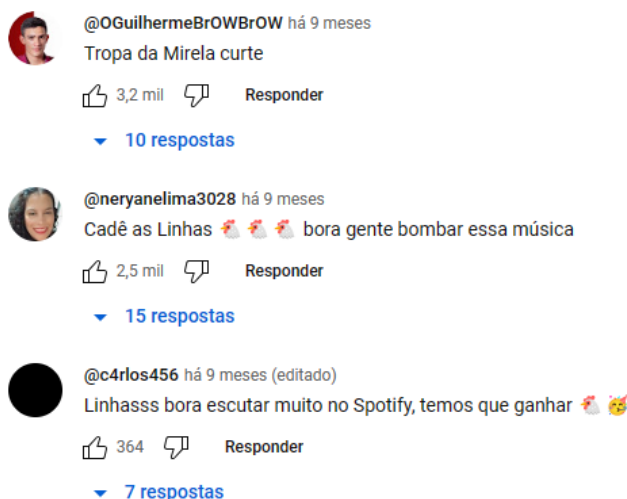 @OGuilhermeBrOWBrOW há 9 meses
Tropa da Mirela curte
3,2 mil Responder
10 respostas
@neryanelima3028 há 9 meses
Cadê as Linhas 🐔 🐔 🐔 bora gente bombar essa música
2,5 mil Responder
15 respostas
@c4rlos456 há 9 meses (editado)
Linhasss bora escutar muito no Spotify, temos que ganhar 🐔 🥳
364 Responder
7 respostas